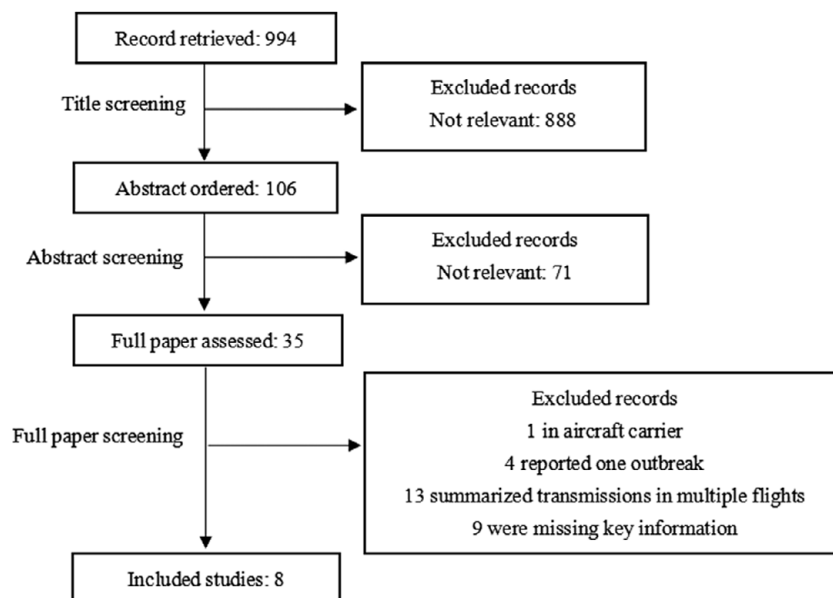 Record retrieved: 994
Title screening
Excluded records
Not relevant: 888
Abstract ordered: 106
Abstract screening
Excluded records
Not relevant: 71
Full paper assessed: 35
Full paper screening
Excluded records
1 in aircraft carrier
4 reported one outbreak
13 summarized transmissions in multiple flights
9 were missing key information
Included studies: 8